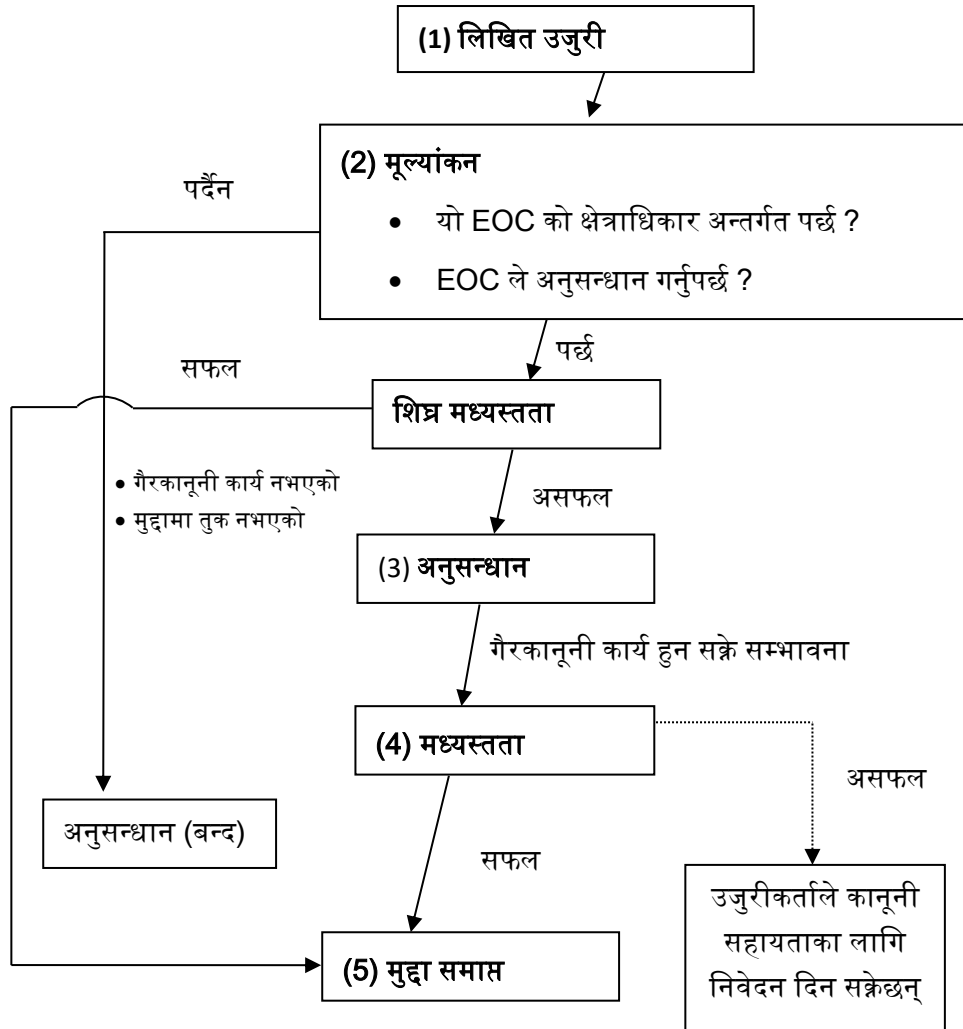 (1) लिखित उजुरी
(2) मूल्यांकन
पर्दैन
• यो EOC को क्षेत्राधिकार अन्तर्गत पर्छ ?
• EOC ले अनुसन्धान गर्नुपर्छ ?
पर्छ
सफल
शिघ्र मध्यस्तता
• गैरकानूनी कार्य नभएको
• मुद्दामा तुक नभएको
असफल
(3) अनुसन्धान
गैरकानूनी कार्य हुन सक्ने सम्भावना
(4) मध्यस्तता
असफल
अनुसन्धान (बन्द)
सफल
उजुरीकर्ताले कानूनी
सहायताका लागि
निवेदन दिन सक्नेछन्
(5) मुद्दा समाप्त